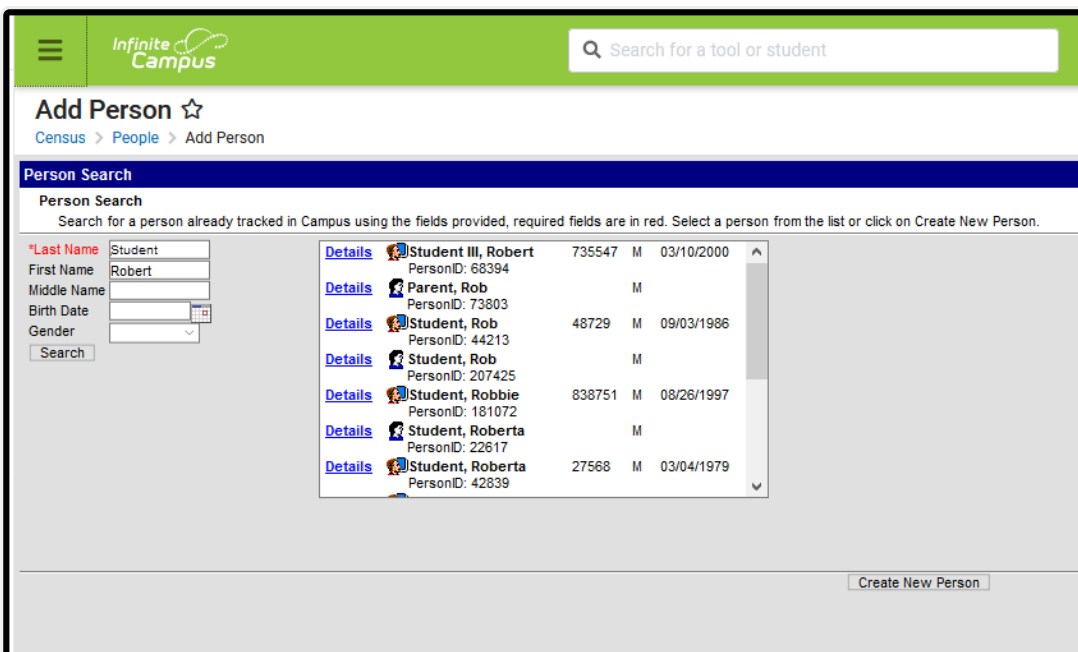 Infinite
Campus
Search for a tool or student
Add Person
Census > People > Add Person
Person Search
Person Search
Search for a person already tracked in Campus using the fields provided, required fields are in red. Select a person from the list or click on Create New Person.
*Last Name Student
First Name Robert
Middle Name
Birth Date
Gender
Search
Details Student III, Robert 735547 M 03/10/2000
PersonID: 68394
Details Parent, Rob M
PersonID: 73803
Details Student, Rob 48729 M 09/03/1986
PersonID: 44213
Details Student, Rob M
PersonID: 207425
Details Student, Robbie 838751 M 08/26/1997
PersonID: 181072
Details Student, Roberta M
PersonID: 22617
Details Student, Roberta 27568 M 03/04/1979
PersonID: 42839
Create New Person